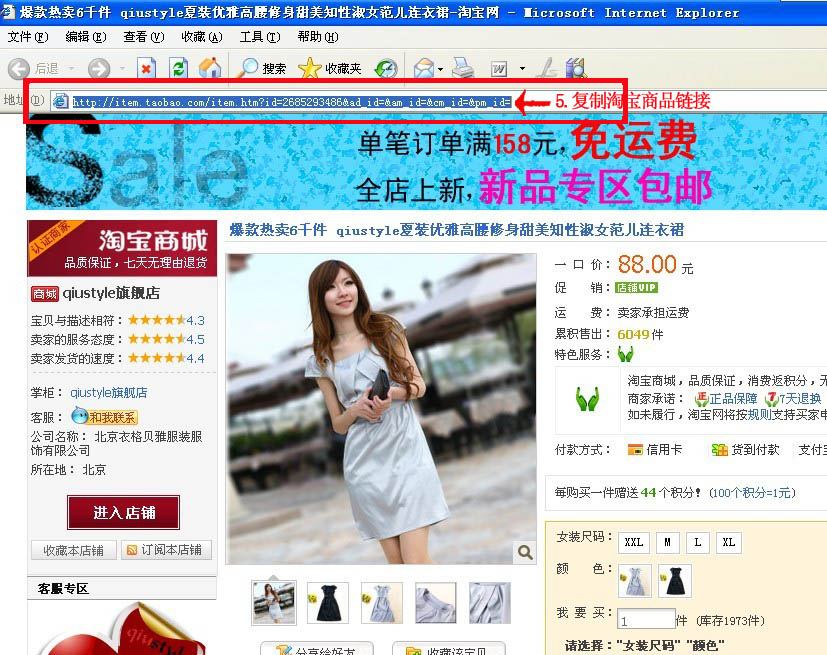 爆款热卖6千件 qiustyle夏装优雅高腰修身甜美知性淑女范儿连衣裙-淘宝网 - Microsoft Internet Explorer
文件(F) 编辑(E) 查看(V) 收藏(A) 工具(T) 帮助(H)
后退 搜索 收藏夹
地址(D) http://item.taobao.com/item.htm?id=2685293486&ad_id=&am_id=&cm_id=&pm_id= 5.复制淘宝商品链接
Sale
单笔订单满158元,免运费
全店上新,新品专区包邮
认证商家
淘宝商城
品质保证,七天无理由退货
商城 qiustyle旗舰店
宝贝与描述相符: 4.3
卖家的服务态度: 4.5
卖家发货的速度: 4.4
掌柜: qiustyle旗舰店
客服: 和我联系
公司名称: 北京衣格贝雅服装服
饰有限公司
所在地: 北京
进入店铺
收藏本店铺 订阅本店铺
客服专区
qiustyle
爆款热卖6千件 qiustyle夏装优雅高腰修身甜美知性淑女范儿连衣裙
分享给好友 收藏该宝贝
一 口 价: 88.00 元
促 销: 店铺VIP
运 费: 卖家承担运费
累积售出: 6049 件
特色服务:
淘宝商城,品质保证,消费返积分,无
商家承诺: 正 正品保障 7 7天退换
如未履行,淘宝网将按规则支持买家申
付款方式: 信用卡 货到付款 支付宝
每购买一件赠送 44 个积分! (100个积分=1元)
女装尺码: XXL M L XL
颜 色:
我 要 买: 1 件 (库存1973件)
请选择:"女装尺码" "颜色"